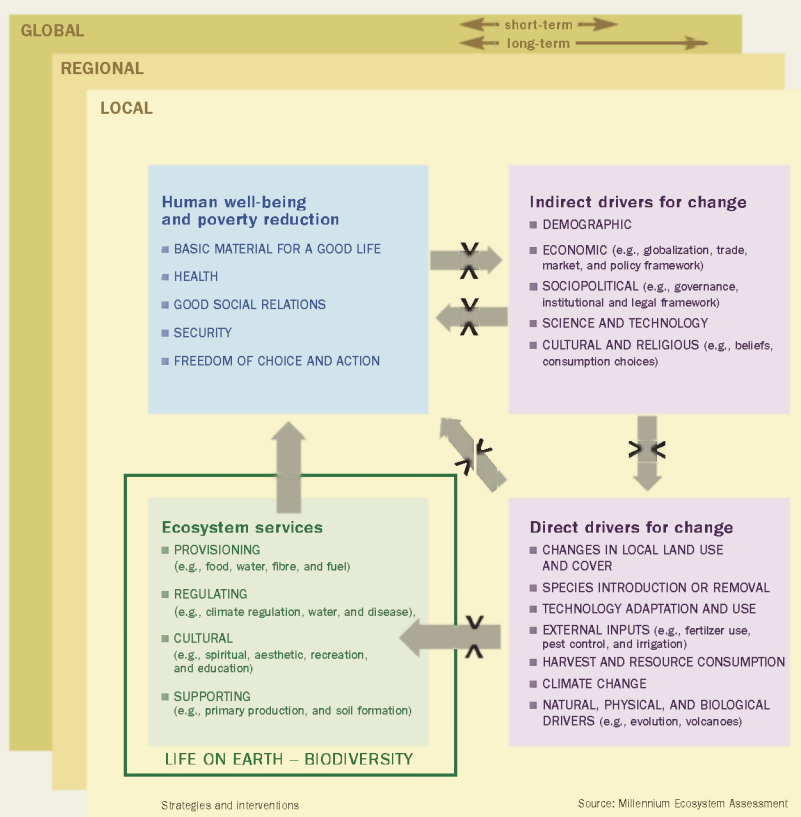 GLOBAL
short-term
long-term
REGIONAL
LOCAL
Human well-being
and poverty reduction
BASIC MATERIAL FOR A GOOD LIFE
HEALTH
GOOD SOCIAL RELATIONS
SECURITY
FREEDOM OF CHOICE AND ACTION
Indirect drivers for change
DEMOGRAPHIC
ECONOMIC (e.g., globalization, trade,
market, and policy framework)
SOCIOPOLITICAL (e.g., governance,
institutional and legal framework)
SCIENCE AND TECHNOLOGY
CULTURAL AND RELIGIOUS (e.g., beliefs,
consumption choices)
Ecosystem services
PROVISIONING
(e.g., food, water, fibre, and fuel)
REGULATING
(e.g., climate regulation, water, and disease),
CULTURAL
(e.g., spiritual, aesthetic, recreation,
and education)
SUPPORTING
(e.g., primary production, and soil formation)
LIFE ON EARTH – BIODIVERSITY
Direct drivers for change
CHANGES IN LOCAL LAND USE
AND COVER
SPECIES INTRODUCTION OR REMOVAL
TECHNOLOGY ADAPTATION AND USE
EXTERNAL INPUTS (e.g., fertilzer use,
pest control, and irrigation)
HARVEST AND RESOURCE CONSUMPTION
CLIMATE CHANGE
NATURAL, PHYSICAL, AND BIOLOGICAL
DRIVERS (e.g., evolution, volcanoes)
Strategies and interventions
Source: Millennium Ecosystem Assessment